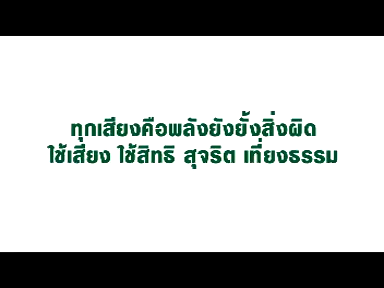 ทุกเสียงคือพลังยังยั้งสิ่งผิด
ใช้เสียง ใช้สิทธิ สุจริต เที่ยงธรรม